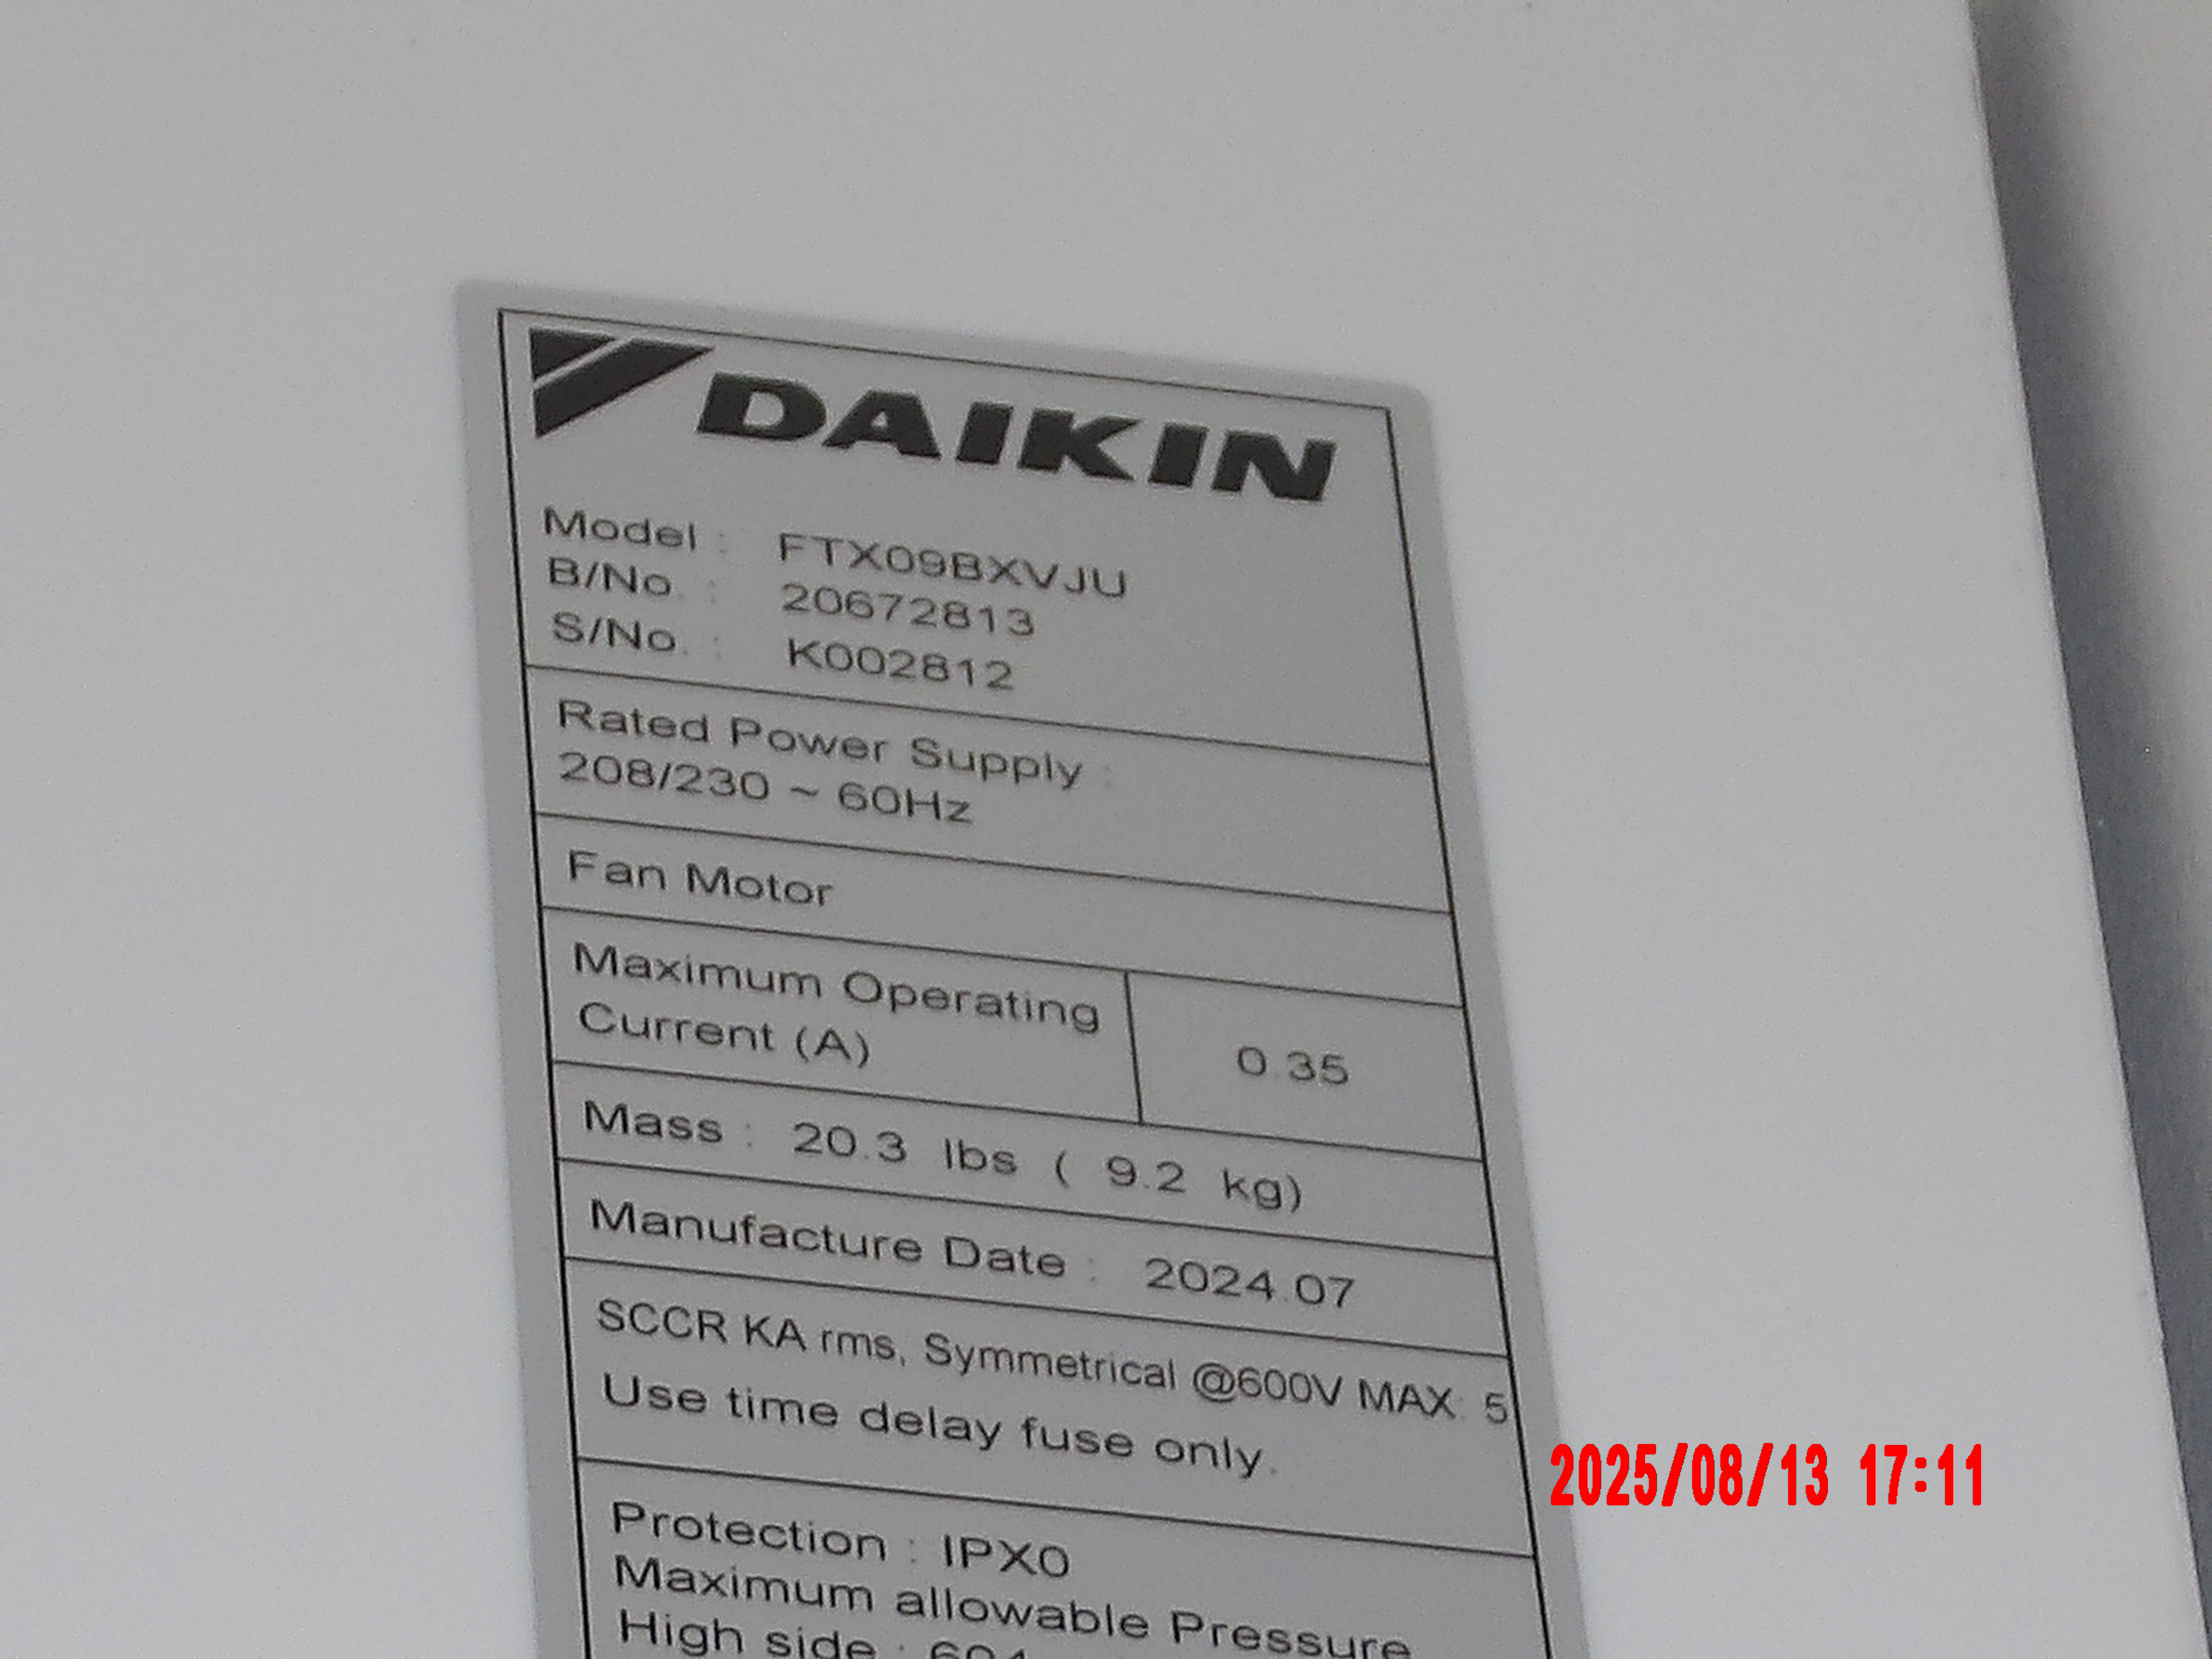 DAIKIN
Model : FTX09BXVJU
B/No. : 20672813
S/No. : K002812
Rated Power Supply :
208/230 ~ 60Hz
Fan Motor
Maximum Operating
Current (A)
0.35
Mass : 20.3 lbs ( 9.2 kg)
Manufacture Date : 2024.07
SCCR KA rms, Symmetrical @600V MAX: 5
Use time delay fuse only.
2025/08/13 17:11
Protection : IPX0
Maximum allowable Pressure
High side :